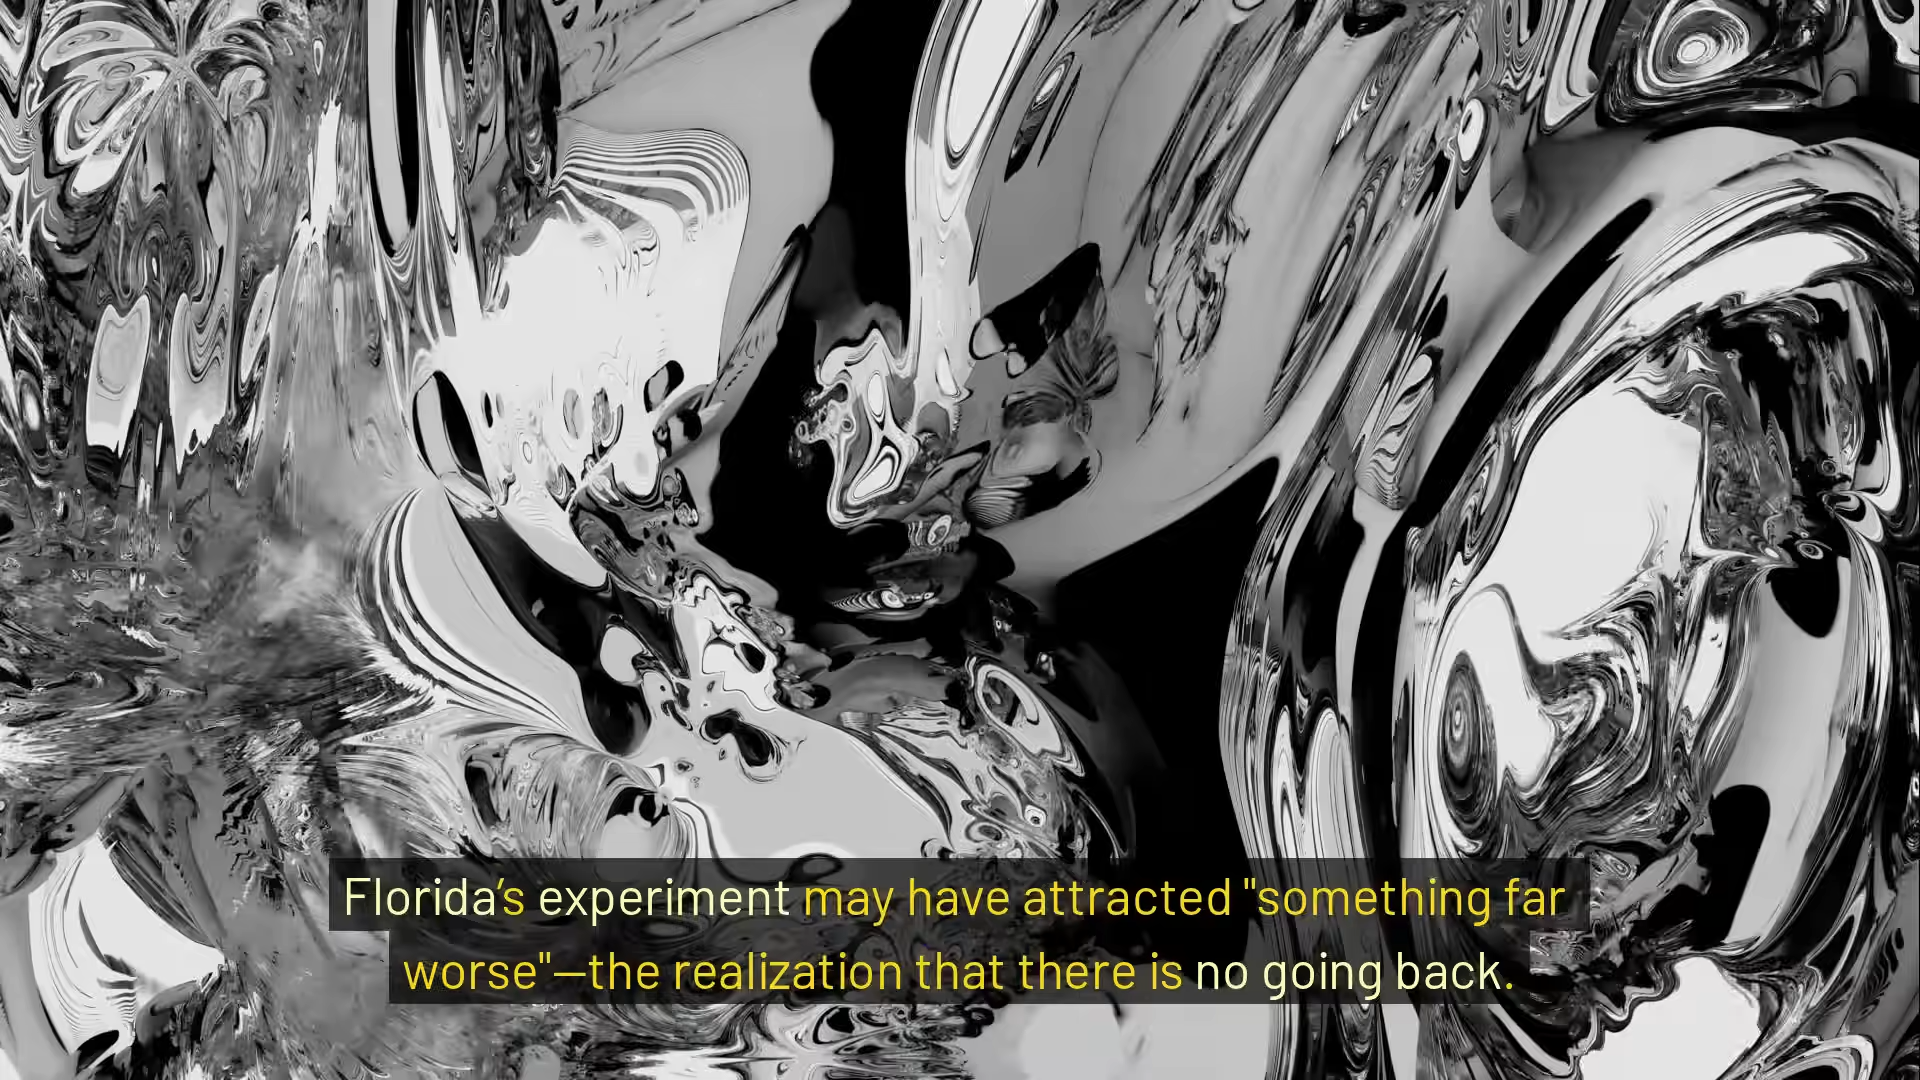 Florida’s experiment may have attracted "something far
worse"—the realization that there is no going back.